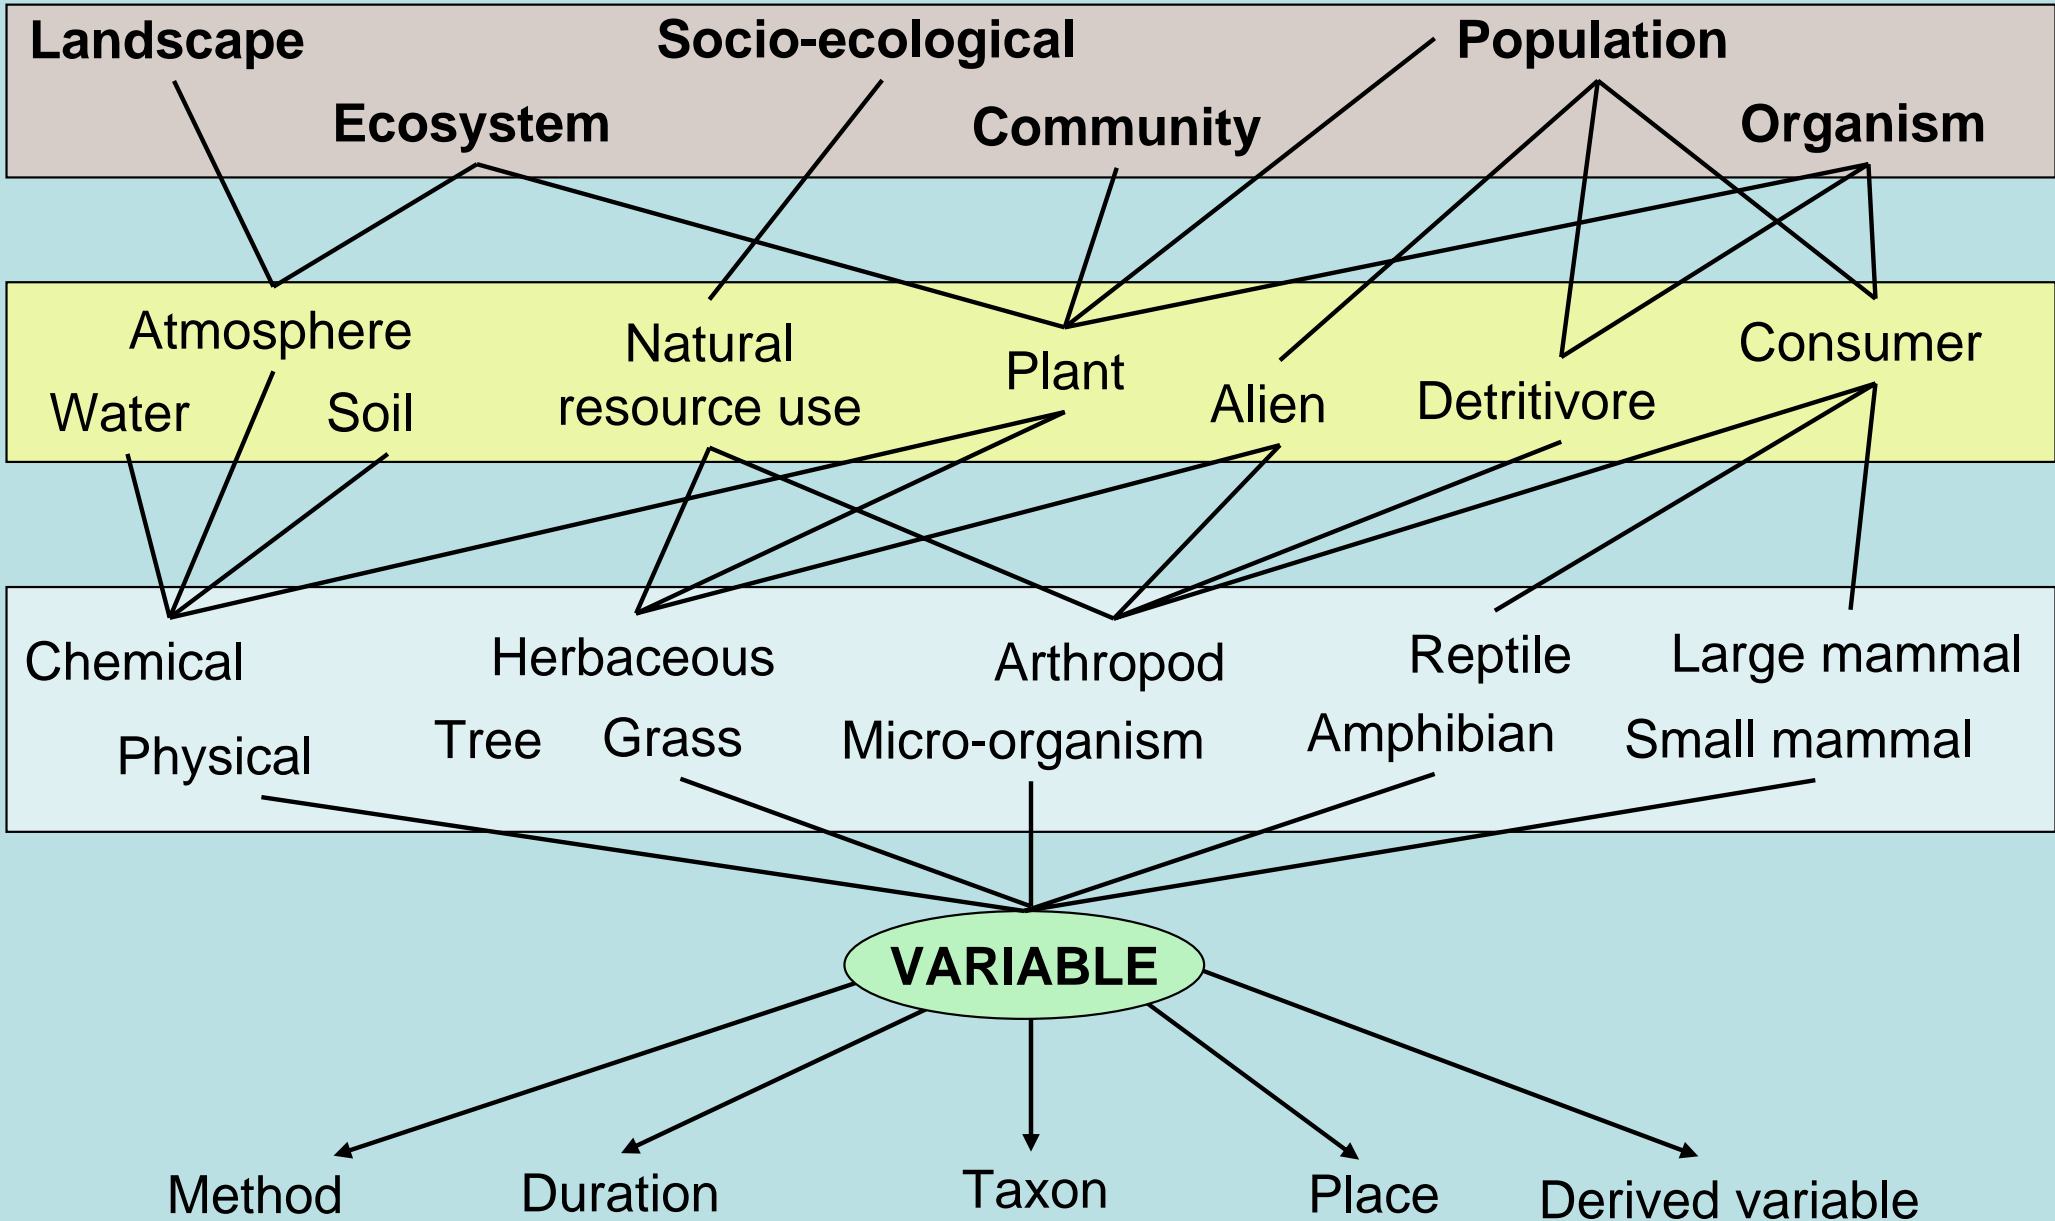 Landscape
Socio-ecological
Population
Ecosystem
Community
Organism
Atmosphere
Natural
resource use
Plant
Consumer
Water
Soil
Alien
Detritivore
Chemical
Herbaceous
Arthropod
Reptile
Large mammal
Physical
Tree
Grass
Micro-organism
Amphibian
Small mammal
VARIABLE
Method
Duration
Taxon
Place
Derived variable